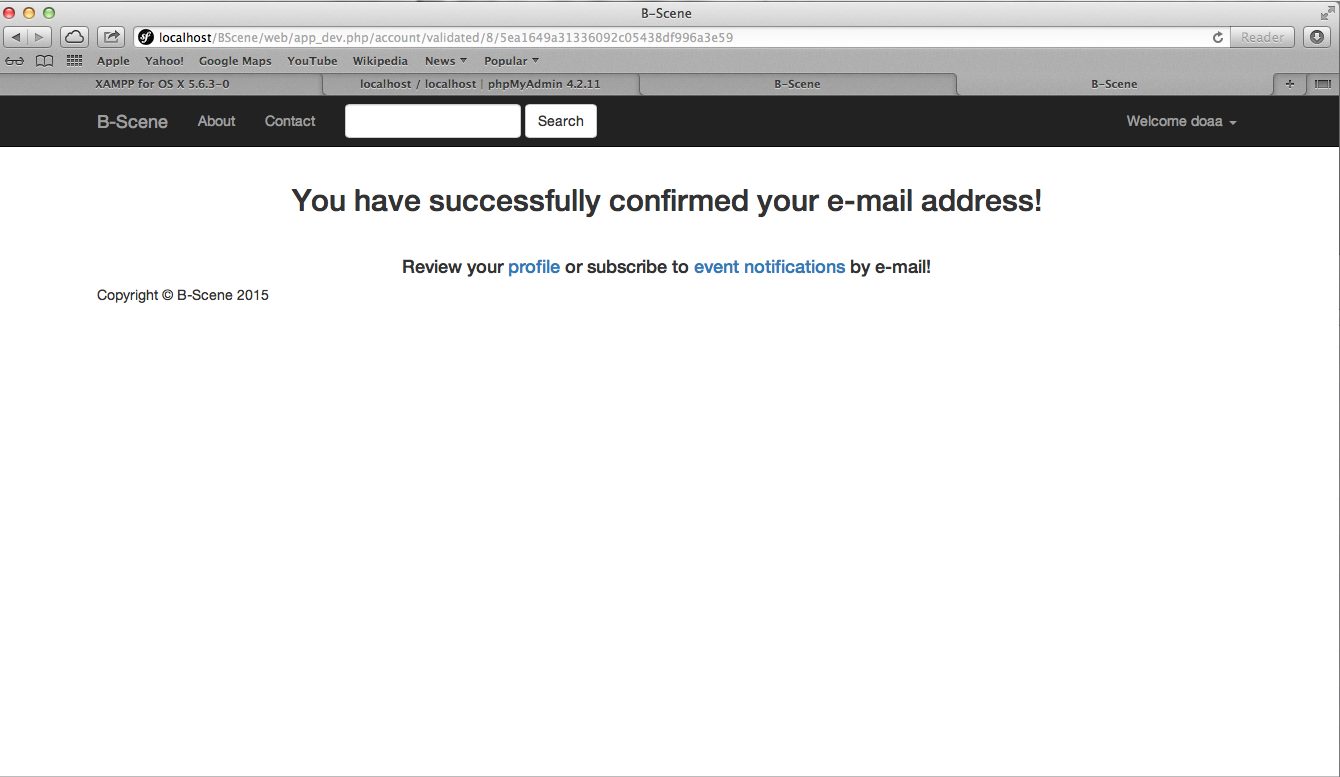 B-Scene
localhost/BScene/web/app_dev.php/account/validated/8/5ea1649a31336092c05438df996a3e59 Reader
Apple Yahoo! Google Maps YouTube Wikipedia News Popular
XAMPP for OS X 5.6.3-0 localhost / localhost | phpMyAdmin 4.2.11 B-Scene B-Scene
B-Scene About Contact Search Welcome doaa
You have successfully confirmed your e-mail address!
Review your profile or subscribe to event notifications by e-mail!
Copyright © B-Scene 2015